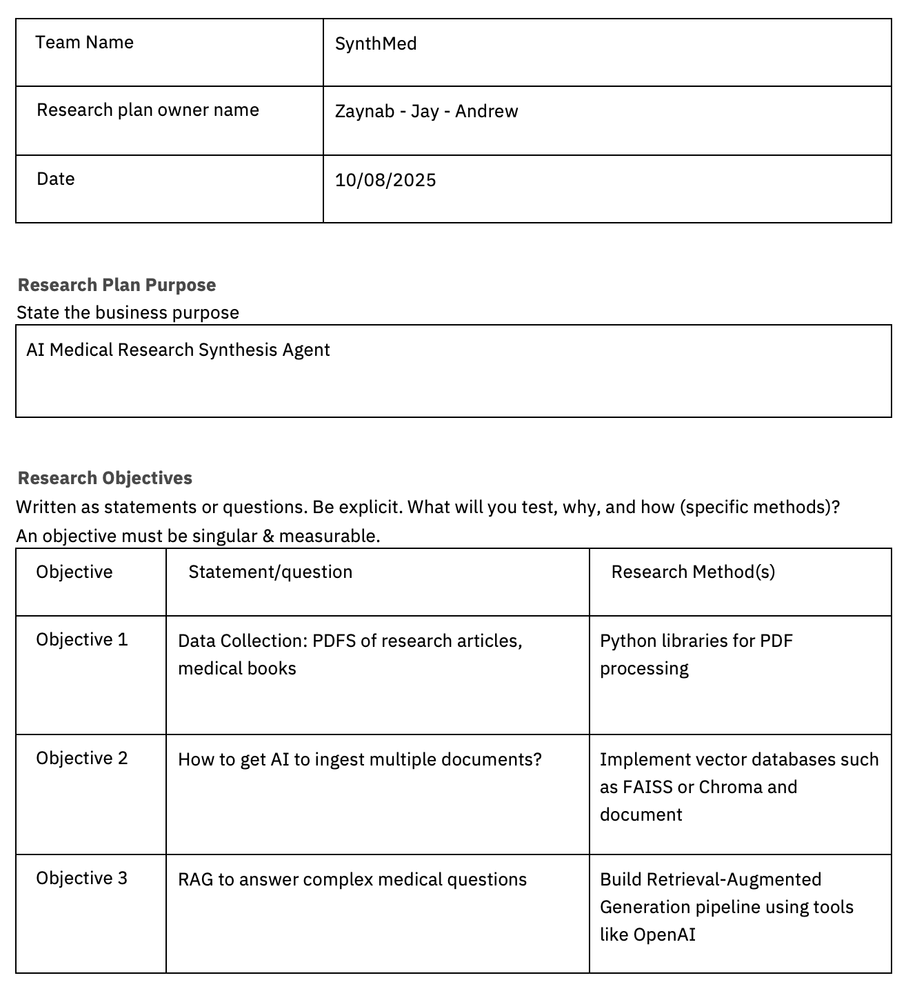 Team Name
SynthMed
Research plan owner name
Zaynab - Jay - Andrew
Date
10/08/2025
Research Plan Purpose
State the business purpose
AI Medical Research Synthesis Agent
Research Objectives
Written as statements or questions. Be explicit. What will you test, why, and how (specific methods)?
An objective must be singular & measurable.
Objective
Statement/question
Research Method(s)
Objective 1
Data Collection: PDFS of research articles,
medical books
Python libraries for PDF
processing
Objective 2
How to get AI to ingest multiple documents?
Implement vector databases such
as FAISS or Chroma and
document
Objective 3
RAG to answer complex medical questions
Build Retrieval-Augmented
Generation pipeline using tools
like OpenAI